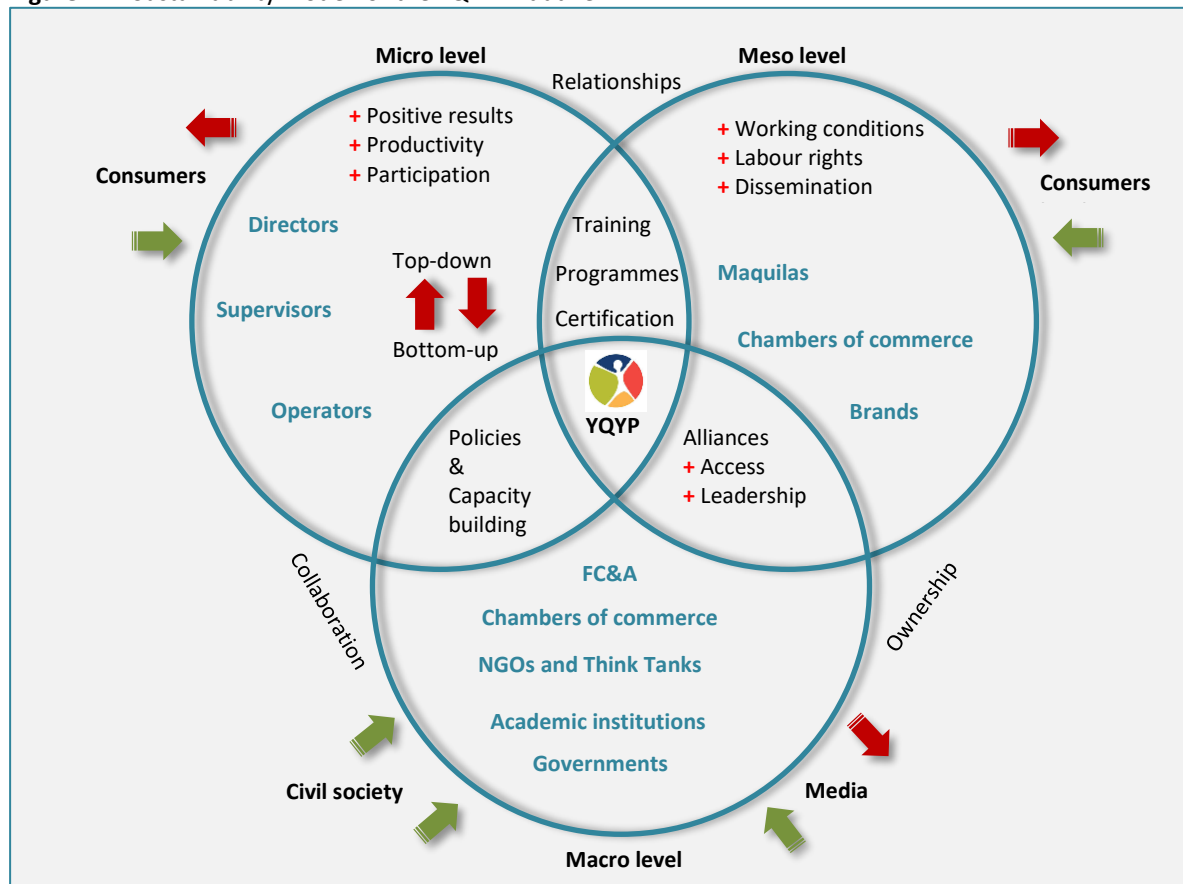 Micro level
Meso level
Relationships
+ Positive results
+ Productivity
+ Participation
+ Working conditions
+ Labour rights
+ Dissemination
Consumers
Consumers
Directors
Training
Top-down
Programmes
Maquilas
Supervisors
Certification
Chambers of commerce
Bottom-up
Operators
Brands
YQYP
Policies
&
Capacity
building
Alliances
+ Access
+ Leadership
Collaboration
Ownership
FC&A
Chambers of commerce
NGOs and Think Tanks
Academic institutions
Governments
Civil society
Media
Macro level